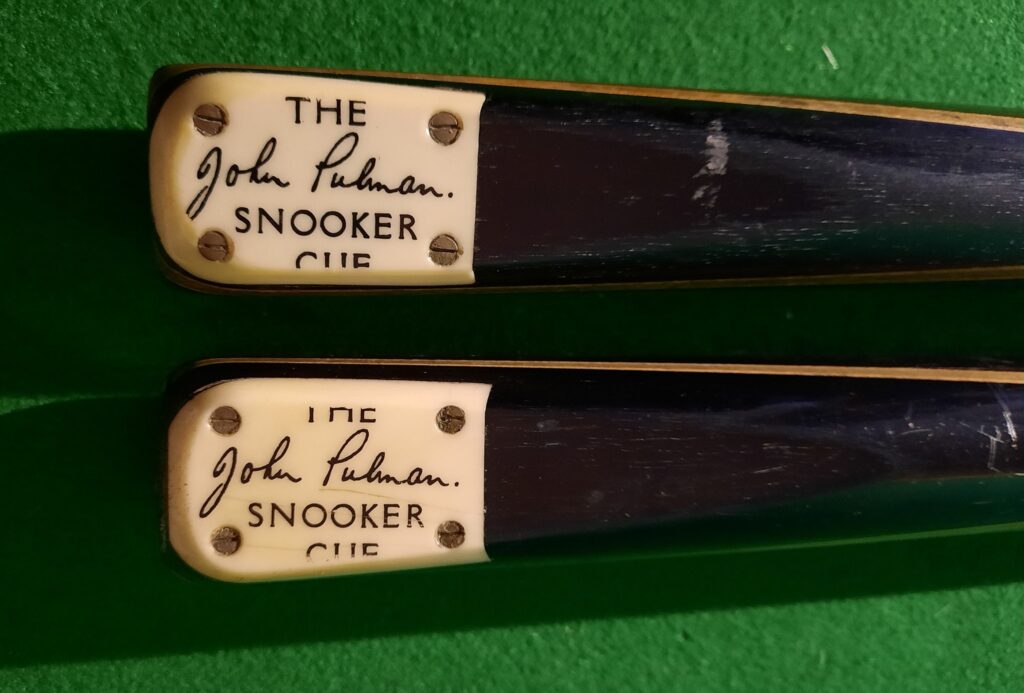 THE
John Pulman.
SNOOKER
CUE
THE
John Pulman.
SNOOKER
CUE